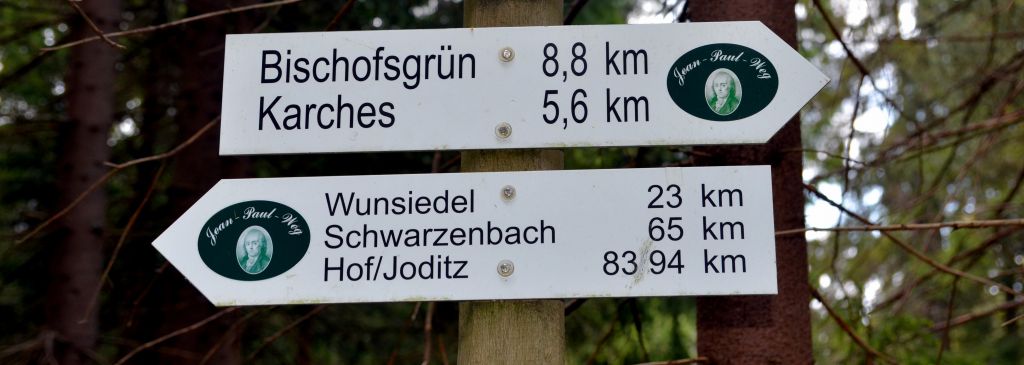 Bischofsgrün 8,8 km
Karches 5,6 km
Jean-Paul-Weg
Jean-Paul-Weg
Wunsiedel 23 km
Schwarzenbach 65 km
Hof/Joditz 83 94 km